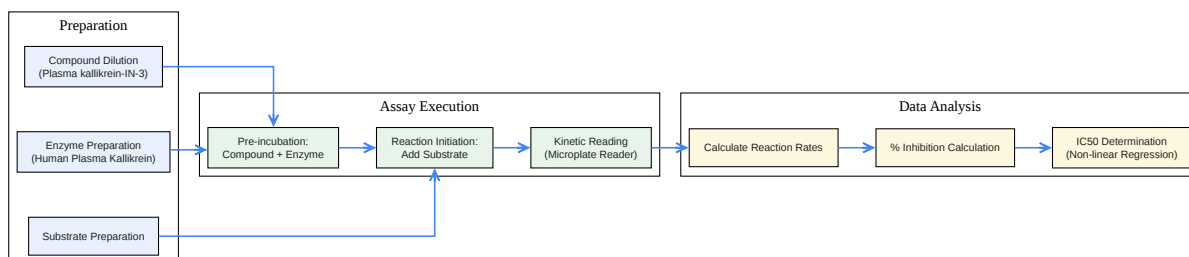 Preparation
Compound Dilution
(Plasma kallikrein-IN-3)
Enzyme Preparation
(Human Plasma Kallikrein)
Substrate Preparation
Assay Execution
Pre-incubation:
Compound + Enzyme
Reaction Initiation:
Add Substrate
Kinetic Reading
(Microplate Reader)
Data Analysis
Calculate Reaction Rates
% Inhibition Calculation
IC50 Determination
(Non-linear Regression)